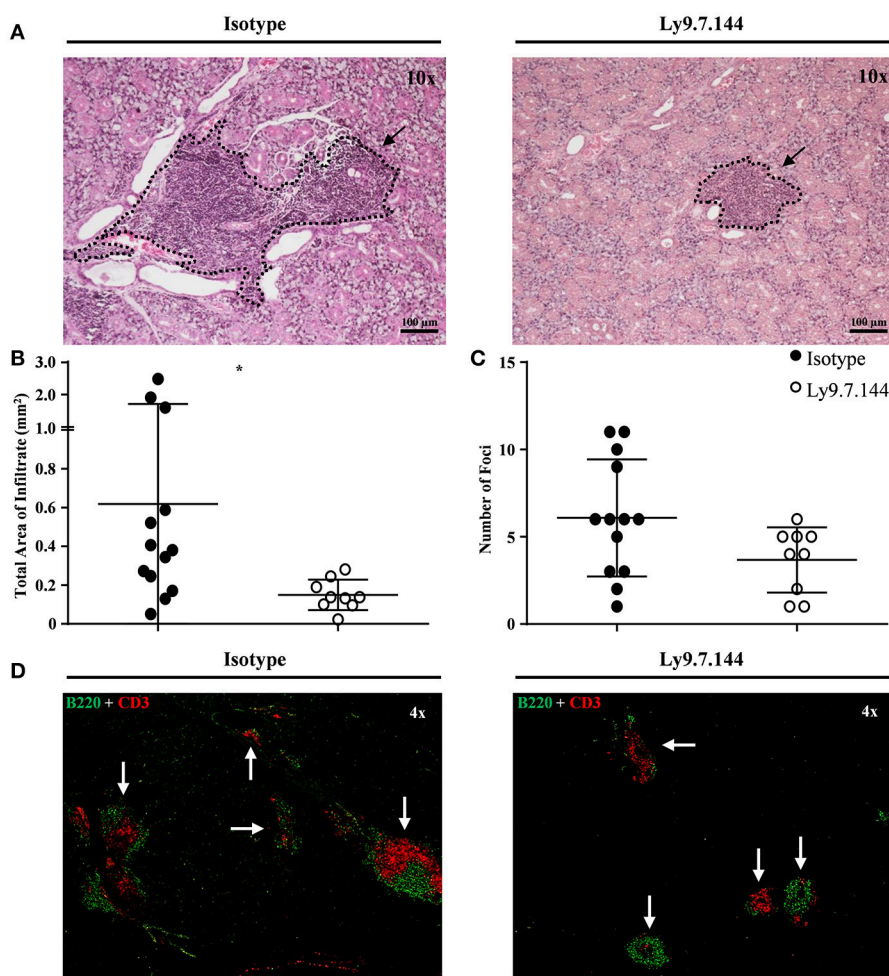 A
Isotype
Ly9.7.144
10x
10x
100 µm
100 µm
B
C
3.0
2.0
1.0
0.8
0.6
0.4
0.2
0
Total Area of Infiltrate (mm²)
*
15
10
5
0
Number of Foci
Isotype
Ly9.7.144
D
Isotype
Ly9.7.144
B220 + CD3
4x
B220 + CD3
4x